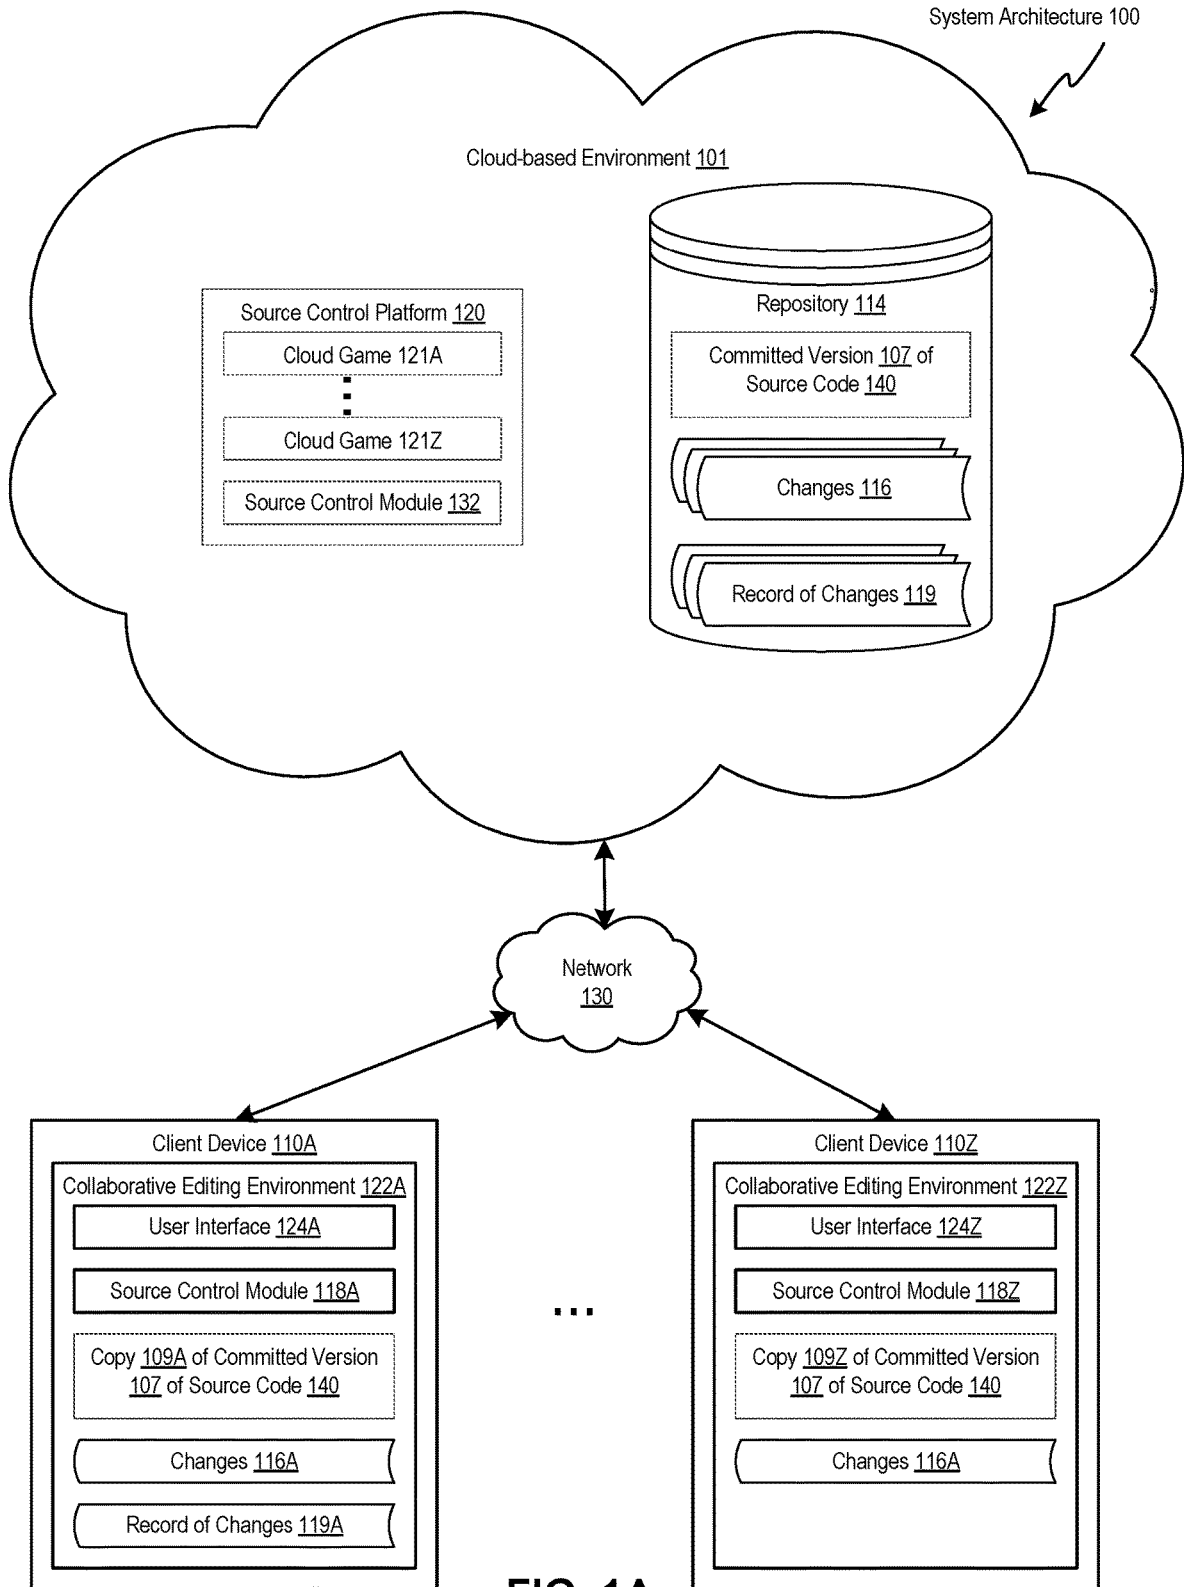 System Architecture 100
Cloud-based Environment 101
Source Control Platform 120
Cloud Game 121A
Cloud Game 121Z
Source Control Module 132
Repository 114
Committed Version 107 of
Source Code 140
Changes 116
Record of Changes 119
Network
130
Client Device 110A
Collaborative Editing Environment 122A
User Interface 124A
Source Control Module 118A
Copy 109A of Committed Version
107 of Source Code 140
Changes 116A
Record of Changes 119A
...
Client Device 110Z
Collaborative Editing Environment 122Z
User Interface 124Z
Source Control Module 118Z
Copy 109Z of Committed Version
107 of Source Code 140
Changes 116A
FIG. 1A